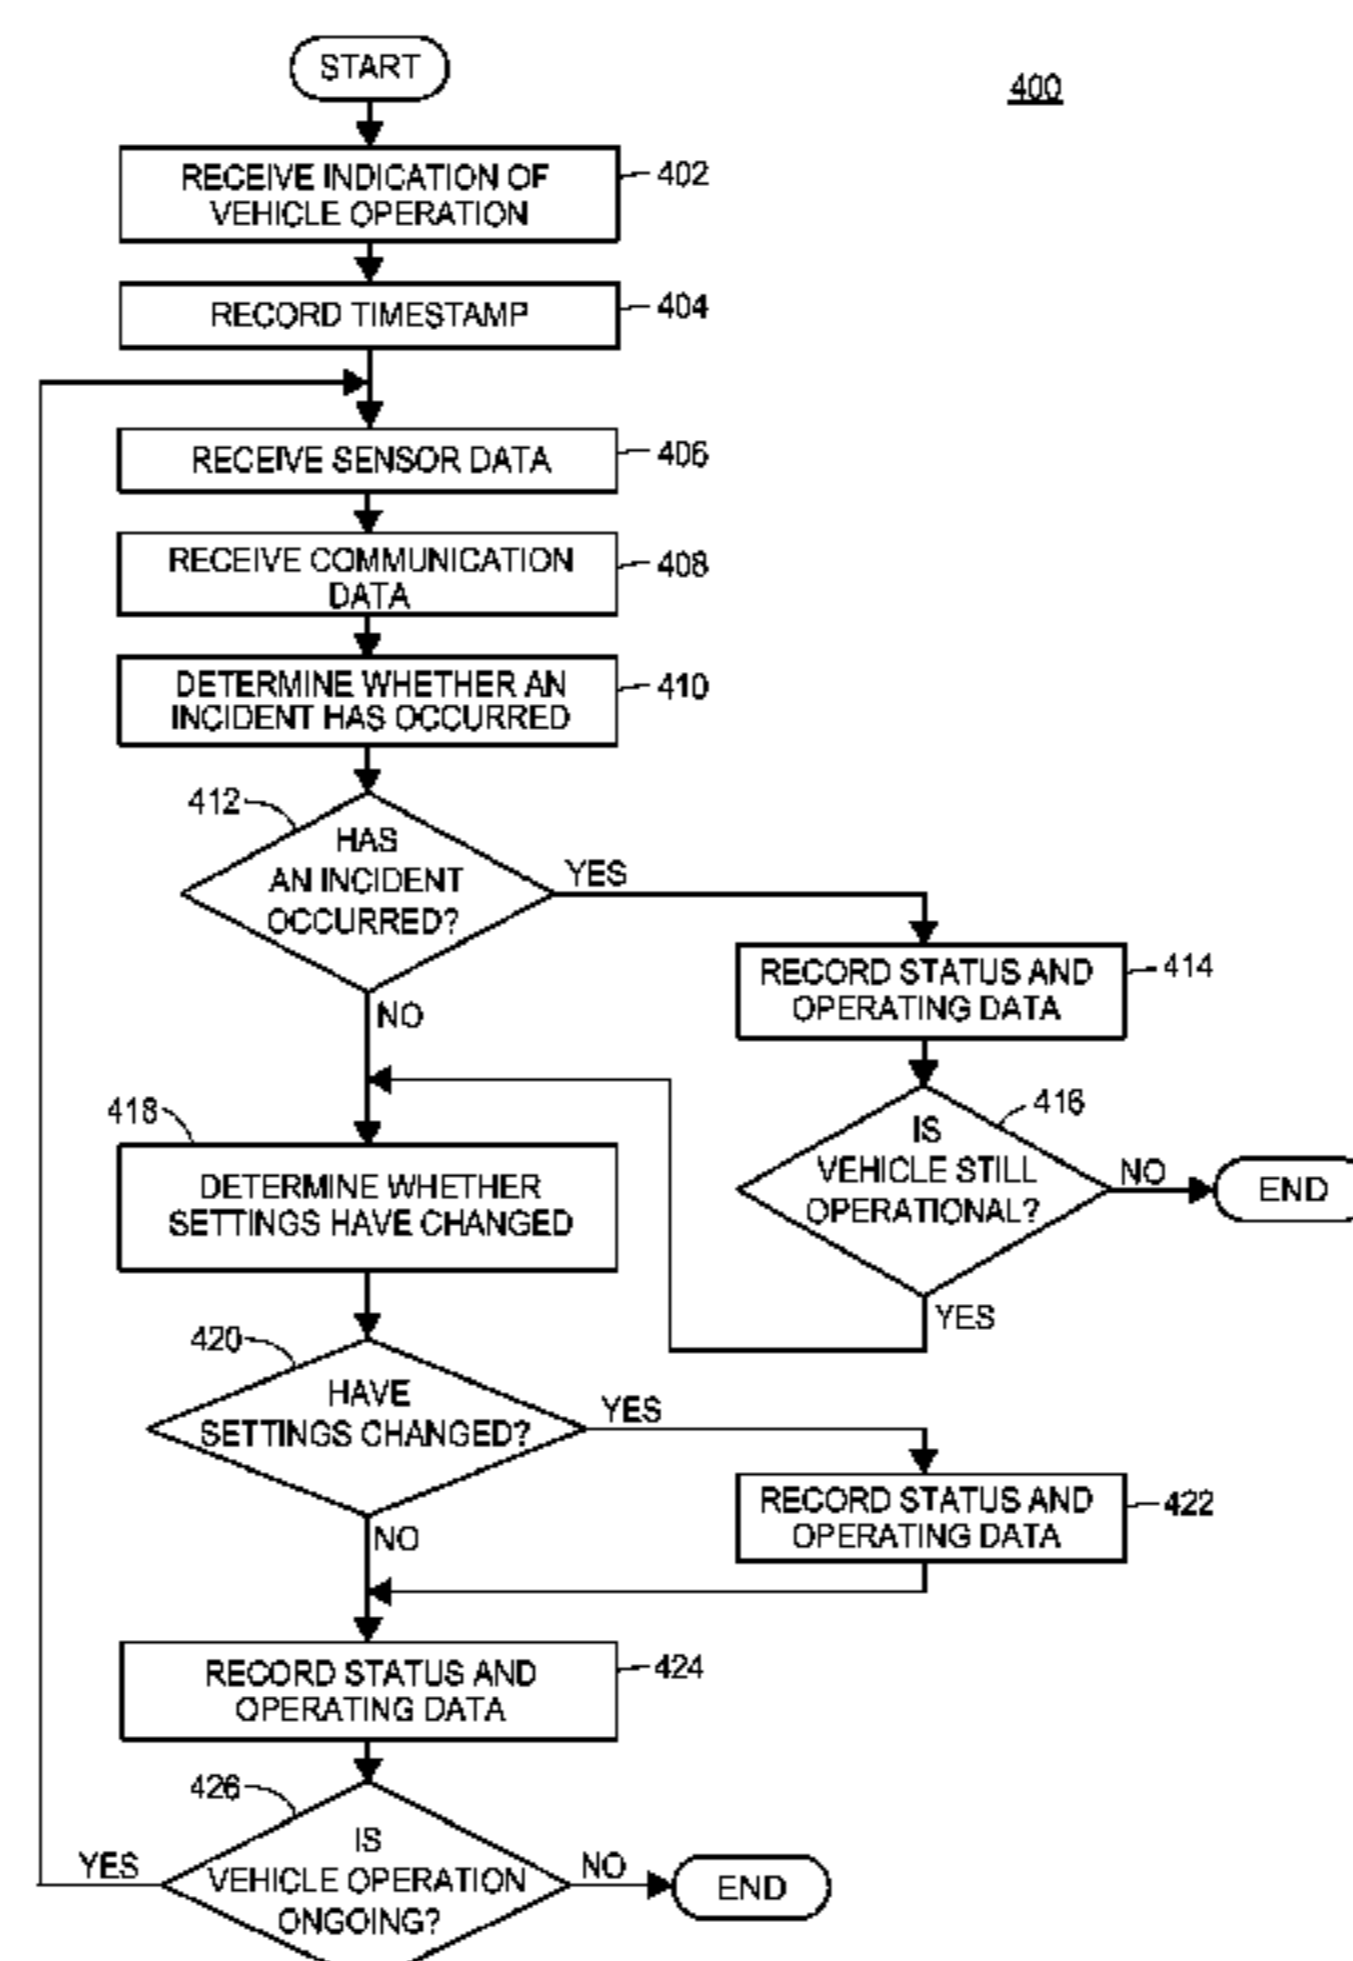 START
400
RECEIVE INDICATION OF
VEHICLE OPERATION
402
RECORD TIMESTAMP
404
RECEIVE SENSOR DATA
406
RECEIVE COMMUNICATION
DATA
408
DETERMINE WHETHER AN
INCIDENT HAS OCCURRED
410
412
HAS
AN INCIDENT
OCCURRED?
YES
NO
RECORD STATUS AND
OPERATING DATA
414
416
IS
VEHICLE STILL
OPERATIONAL?
NO
END
YES
418
DETERMINE WHETHER
SETTINGS HAVE CHANGED
420
HAVE
SETTINGS CHANGED?
YES
NO
RECORD STATUS AND
OPERATING DATA
422
RECORD STATUS AND
OPERATING DATA
424
426
IS
VEHICLE OPERATION
ONGOING?
YES
NO
END